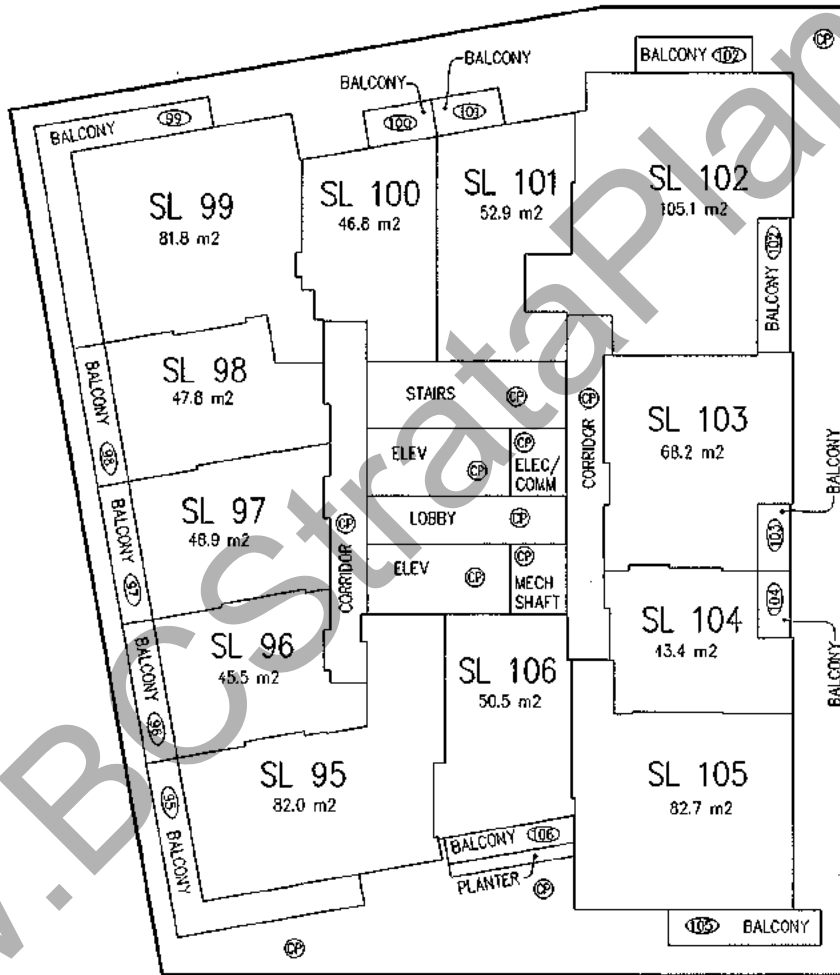 BALCONY 102
CP
BALCONY
BALCONY
BALCONY 99
100
101
SL 99
81.8 m2
SL 100
46.8 m2
SL 101
52.9 m2
SL 102
105.1 m2
BALCONY 102
SL 98
47.8 m2
BALCONY 98
STAIRS CP
CP
CORRIDOR
SL 103
68.2 m2
BALCONY
103
ELEV CP
CP
ELEC/
COMM
SL 97
48.9 m2
BALCONY 97
CP
CORRIDOR
LOBBY CP
ELEV CP
CP
MECH
SHAFT
104
SL 104
43.4 m2
BALCONY
SL 96
45.5 m2
BALCONY 96
SL 106
50.5 m2
SL 95
82.0 m2
95 BALCONY
SL 105
82.7 m2
BALCONY 106
PLANTER
CP
CP
105 BALCONY
.BCStrataPlan